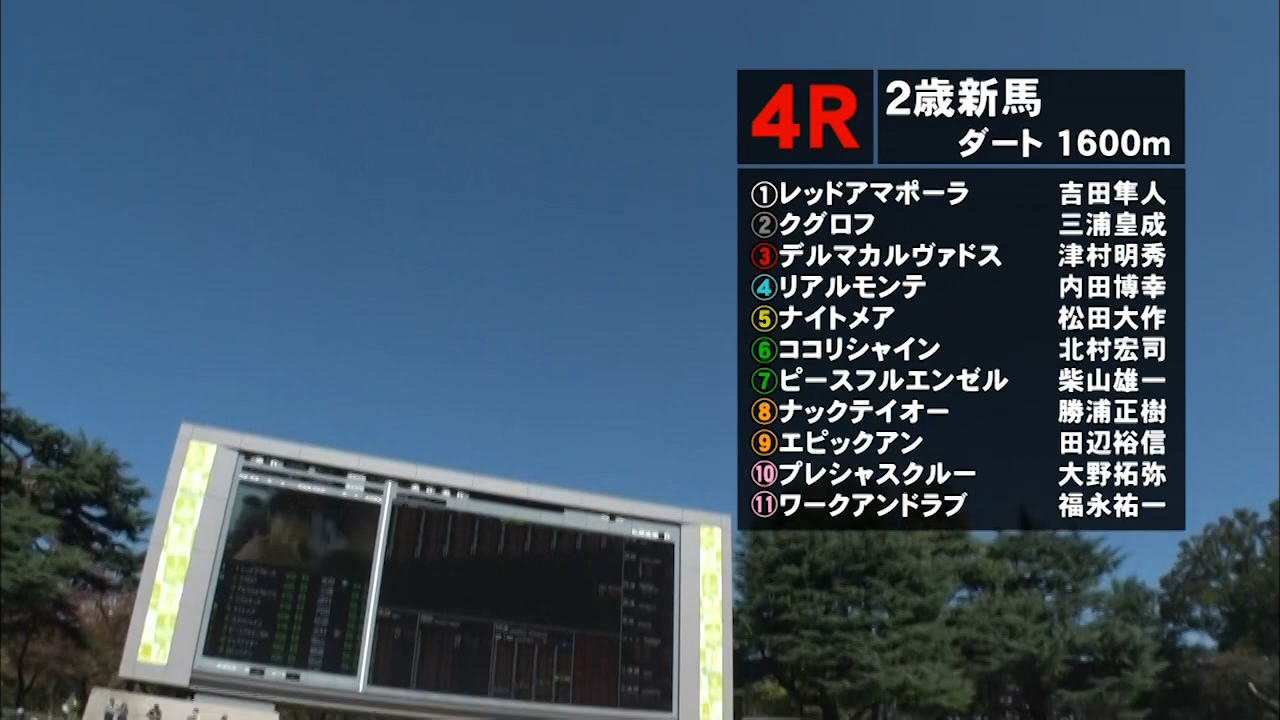 4R
2歳新馬
ダート 1600m
①レッドアマポーラ 吉田隼人
②クグロフ 三浦皇成
③デルマカルヴァドス 津村明秀
④リアルモンテ 内田博幸
⑤ナイトメア 松田大作
⑥ココリシャイン 北村宏司
⑦ピースフルエンゼル 柴山雄一
⑧ナックテイオー 勝浦正樹
⑨エピックアン 田辺裕信
⑩プレシャスクルー 大野拓弥
⑪ワークアンドラブ 福永祐一